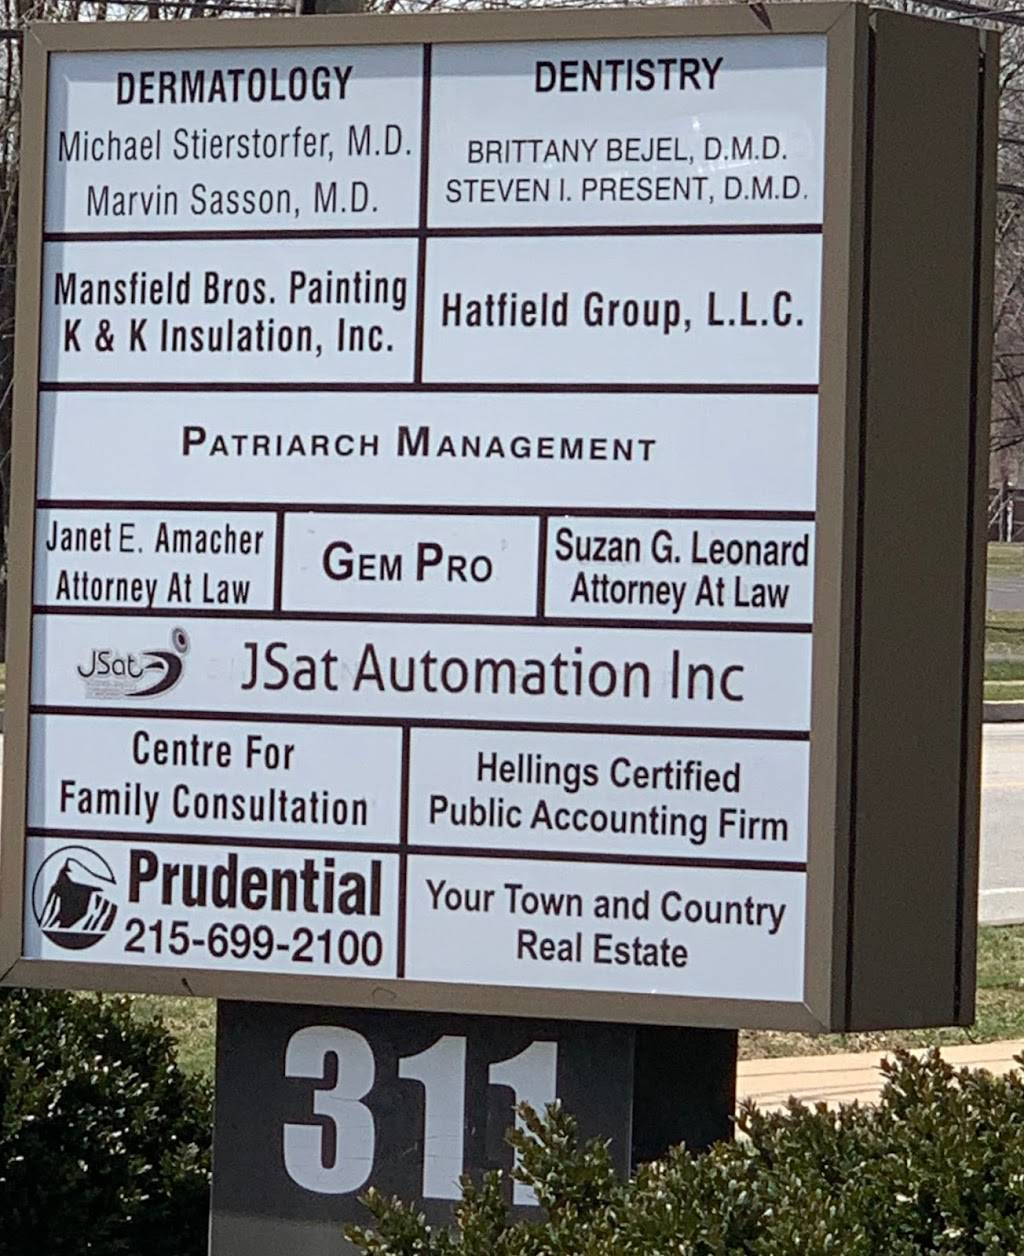 DERMATOLOGY
Michael Stierstorfer, M.D.
Marvin Sasson, M.D.
DENTISTRY
BRITTANY BEJEL, D.M.D.
STEVEN I. PRESENT, D.M.D.
Mansfield Bros. Painting
K & K Insulation, Inc.
Hatfield Group, L.L.C.
PATRIARCH MANAGEMENT
Janet E. Amacher
Attorney At Law
GEM PRO
Suzan G. Leonard
Attorney At Law
JSat
JSat Automation Inc
Centre For
Family Consultation
Hellings Certified
Public Accounting Firm
Prudential
215-699-2100
Your Town and Country
Real Estate
311